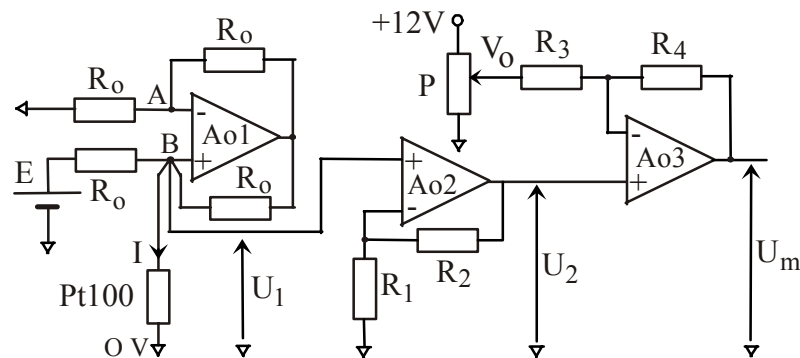 +12V
Ro
Vo
R3
R4
Ro
A
P
-
Ao1
-
E
B
+
Ao3
Ro
Ro
+
Ao2
+
-
I
R2
U2
Um
Pt100
U1
R1
O V